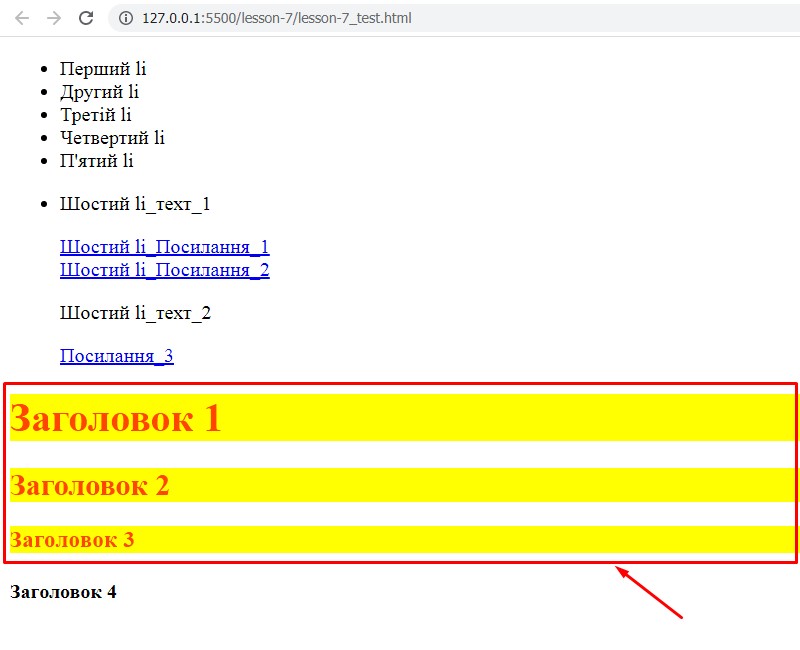 127.0.0.1:5500/lesson-7/lesson-7_test.html
Перший li
Другий li
Третій li
Четвертий li
П'ятий li
Шостий li_текст_1
Шостий li_Посилання_1
Шостий li_Посилання_2
Шостий li_текст_2
Посилання_3
Заголовок 1
Заголовок 2
Заголовок 3
Заголовок 4